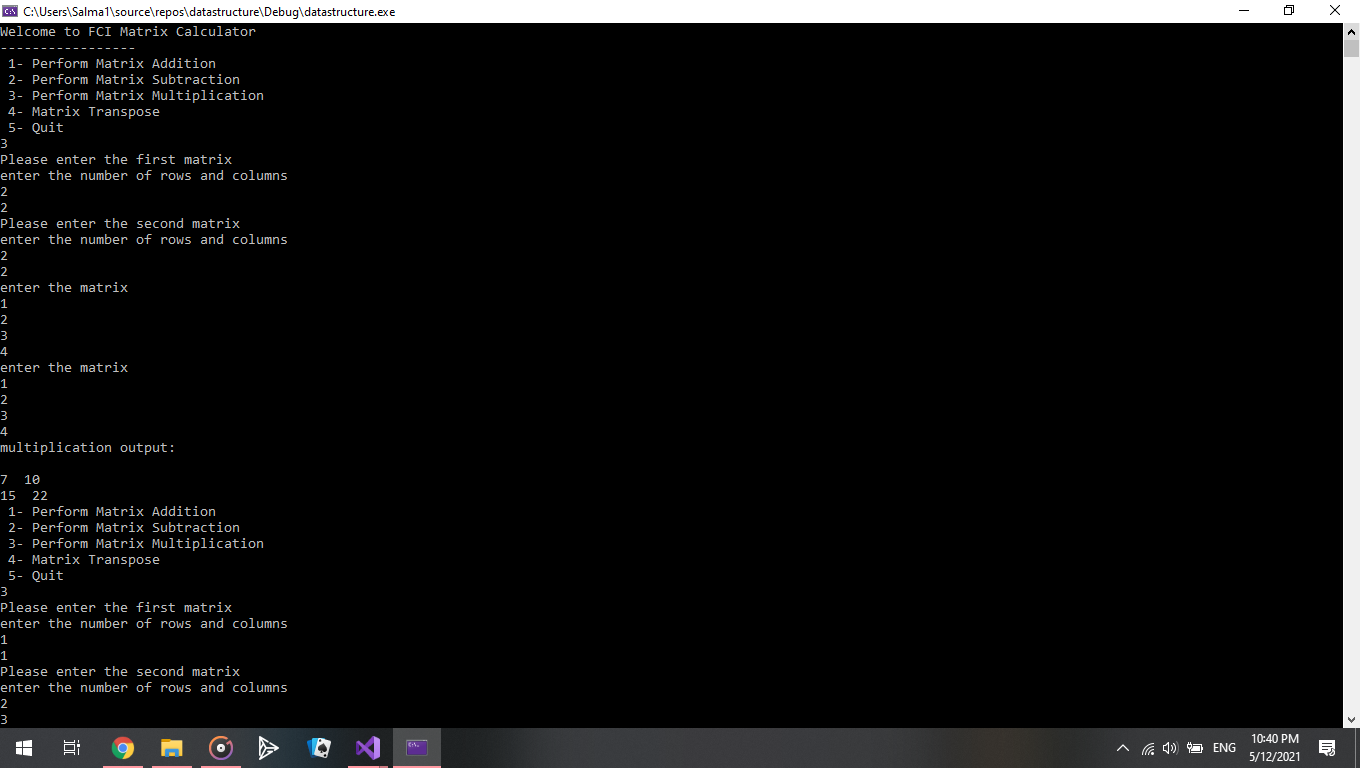 C:\Users\Salma1\source\repos\datastructure\Debug\datastructure.exe
Welcome to FCI Matrix Calculator
-----------------
1- Perform Matrix Addition
2- Perform Matrix Subtraction
3- Perform Matrix Multiplication
4- Matrix Transpose
5- Quit
3
Please enter the first matrix
enter the number of rows and columns
2
2
Please enter the second matrix
enter the number of rows and columns
2
2
enter the matrix
1
2
3
4
enter the matrix
1
2
3
4
multiplication output:
7  10
15  22
1- Perform Matrix Addition
2- Perform Matrix Subtraction
3- Perform Matrix Multiplication
4- Matrix Transpose
5- Quit
3
Please enter the first matrix
enter the number of rows and columns
1
1
Please enter the second matrix
enter the number of rows and columns
2
3
ENG
10:40 PM
5/12/2021